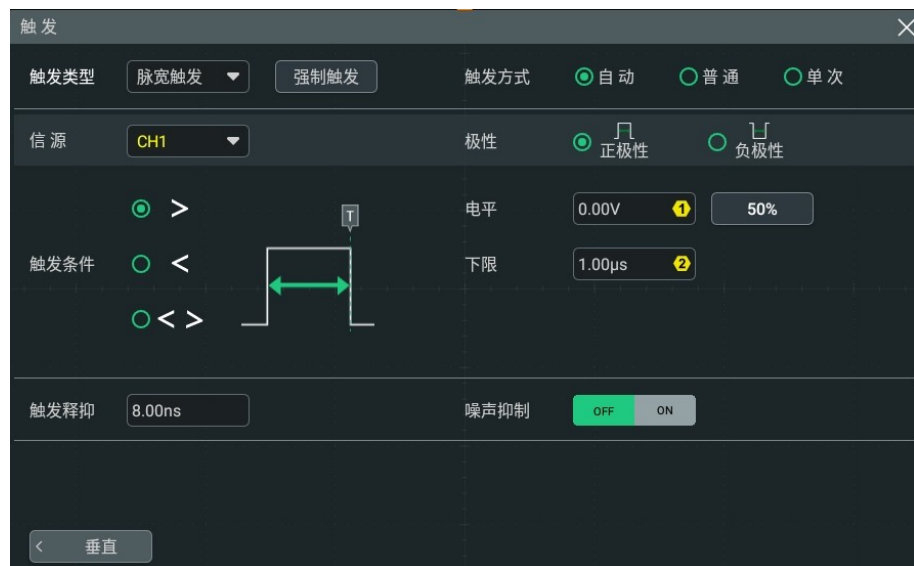 触发
触发类型 脉宽触发 强制触发 触发方式 自动 普通 单次
信源 CH1 极性 正极性 负极性
> T 电平 0.00V 1 50%
触发条件 < 下限 1.00μs 2
< >
触发释抑 8.00ns 噪声抑制 OFF ON
< 垂直